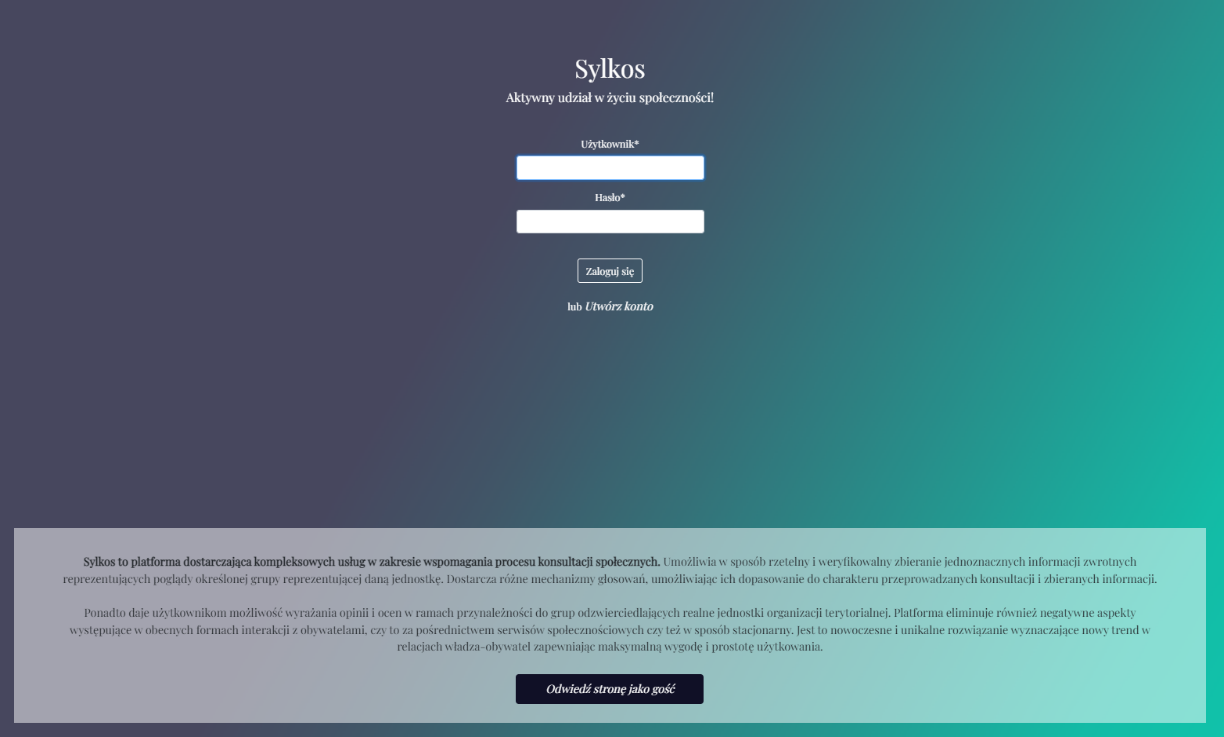 Sylkos
Aktywny udział w życiu społeczności!
Użytkownik*
Hasło*
Zaloguj się
lub Utwórz konto
Sylkos to platforma dostarczająca kompleksowych usług w zakresie wspomagania procesu konsultacji społecznych. Umożliwia w sposób rzetelny i weryfikowalny zbieranie jednoznacznych informacji zwrotnych
reprezentujących poglądy określonej grupy reprezentującej daną jednostkę. Dostarcza różne mechanizmy głosowań, umożliwiając ich dopasowanie do charakteru przeprowadzanych konsultacji i zbieranych informacji.
Ponadto daje użytkownikom możliwość wyrażania opinii i ocen w ramach przynależności do grup odzwierciedlających realne jednostki organizacji terytorialnej. Platforma eliminuje również negatywne aspekty
występujące w obecnych formach interakcji z obywatelami, czy to za pośrednictwem serwisów społecznościowych czy też w sposób stacjonarny. Jest to nowoczesne i unikalne rozwiązanie wyznaczające nowy trend w
relacjach władza-obywatel zapewniając maksymalną wygodę i prostotę użytkowania.
Odwiedź stronę jako gość